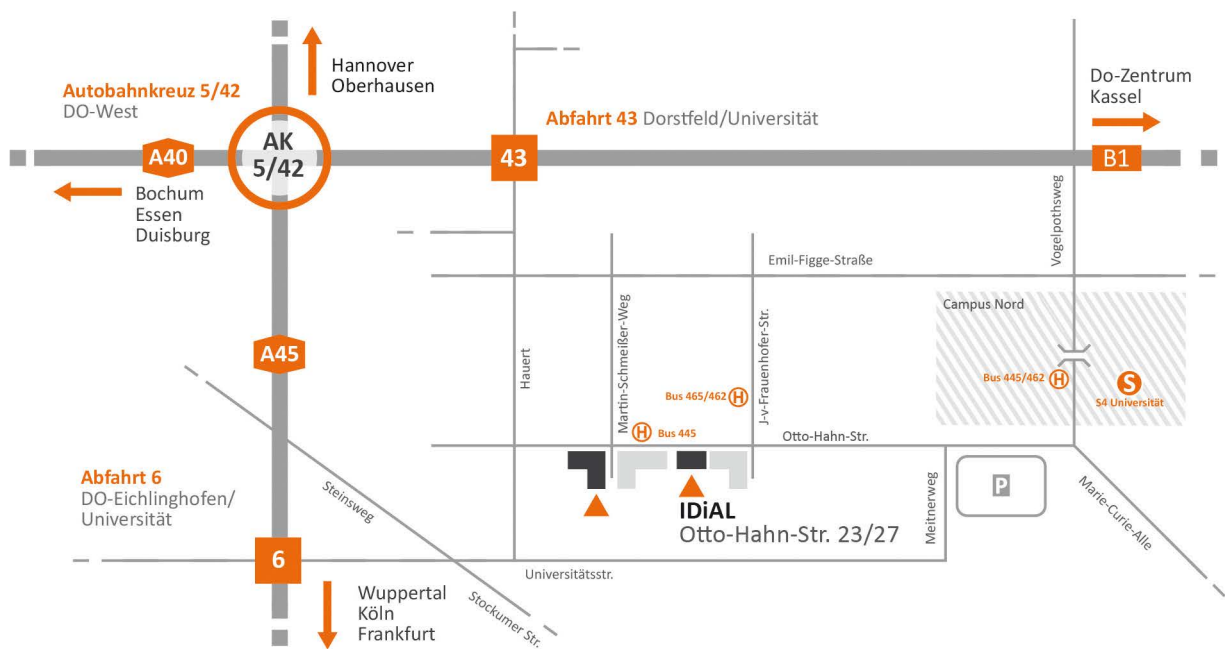 Hannover
Oberhausen
Autobahnkreuz 5/42
DO-West
AK
5/42
A40
Bochum
Essen
Duisburg
Abfahrt 43 Dorstfeld/Universität
43
Do-Zentrum
Kassel
B1
Vogelpothsweg
Emil-Figge-Straße
Campus Nord
A45
Hauert
Martin-Schmeißer-Weg
J-v-Frauenhofer-Str.
Bus 465/462 H
H Bus 445
Bus 445/462 H
S
S4 Universität
Otto-Hahn-Str.
Abfahrt 6
DO-Eichlinghofen/
Universität
Steinsweg
IDiAL
Otto-Hahn-Str. 23/27
Meitnerweg
P
Marie-Curie-Alle
6
Universitätsstr.
Stockumer Str.
Wuppertal
Köln
Frankfurt